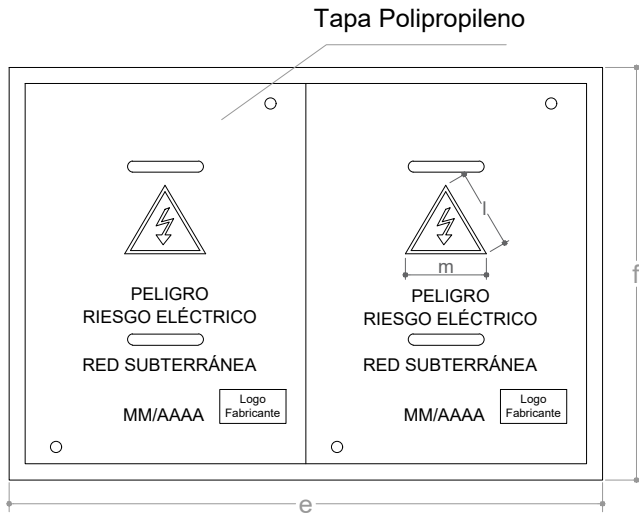 Tapa Polipropileno
PELIGRO
RIESGO ELÉCTRICO
RED SUBTERRÁNEA
MM/AAAA
Logo
Fabricante
l
m
PELIGRO
RIESGO ELÉCTRICO
RED SUBTERRÁNEA
MM/AAAA
Logo
Fabricante
f
e